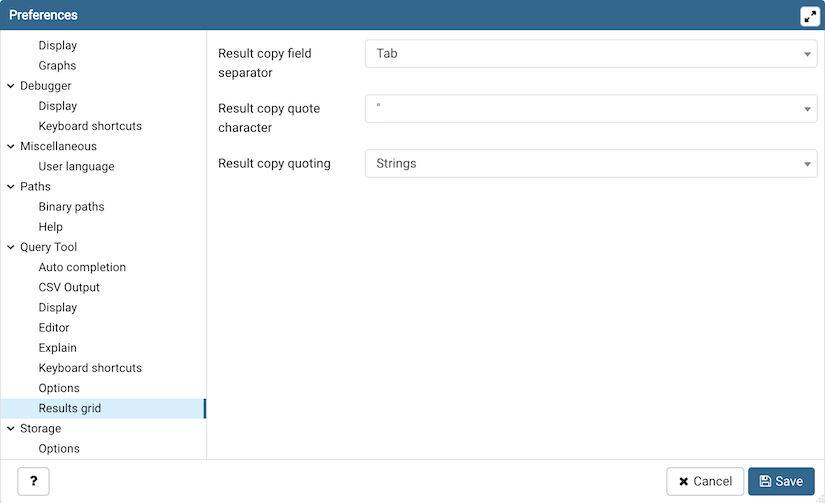 Preferences
Display
Graphs
Debugger
Display
Keyboard shortcuts
Miscellaneous
User language
Paths
Binary paths
Help
Query Tool
Auto completion
CSV Output
Display
Editor
Explain
Keyboard shortcuts
Options
Results grid
Storage
Options
Result copy field
separator
Tab
Result copy quote
character
"
Result copy quoting
Strings
?
Cancel
Save